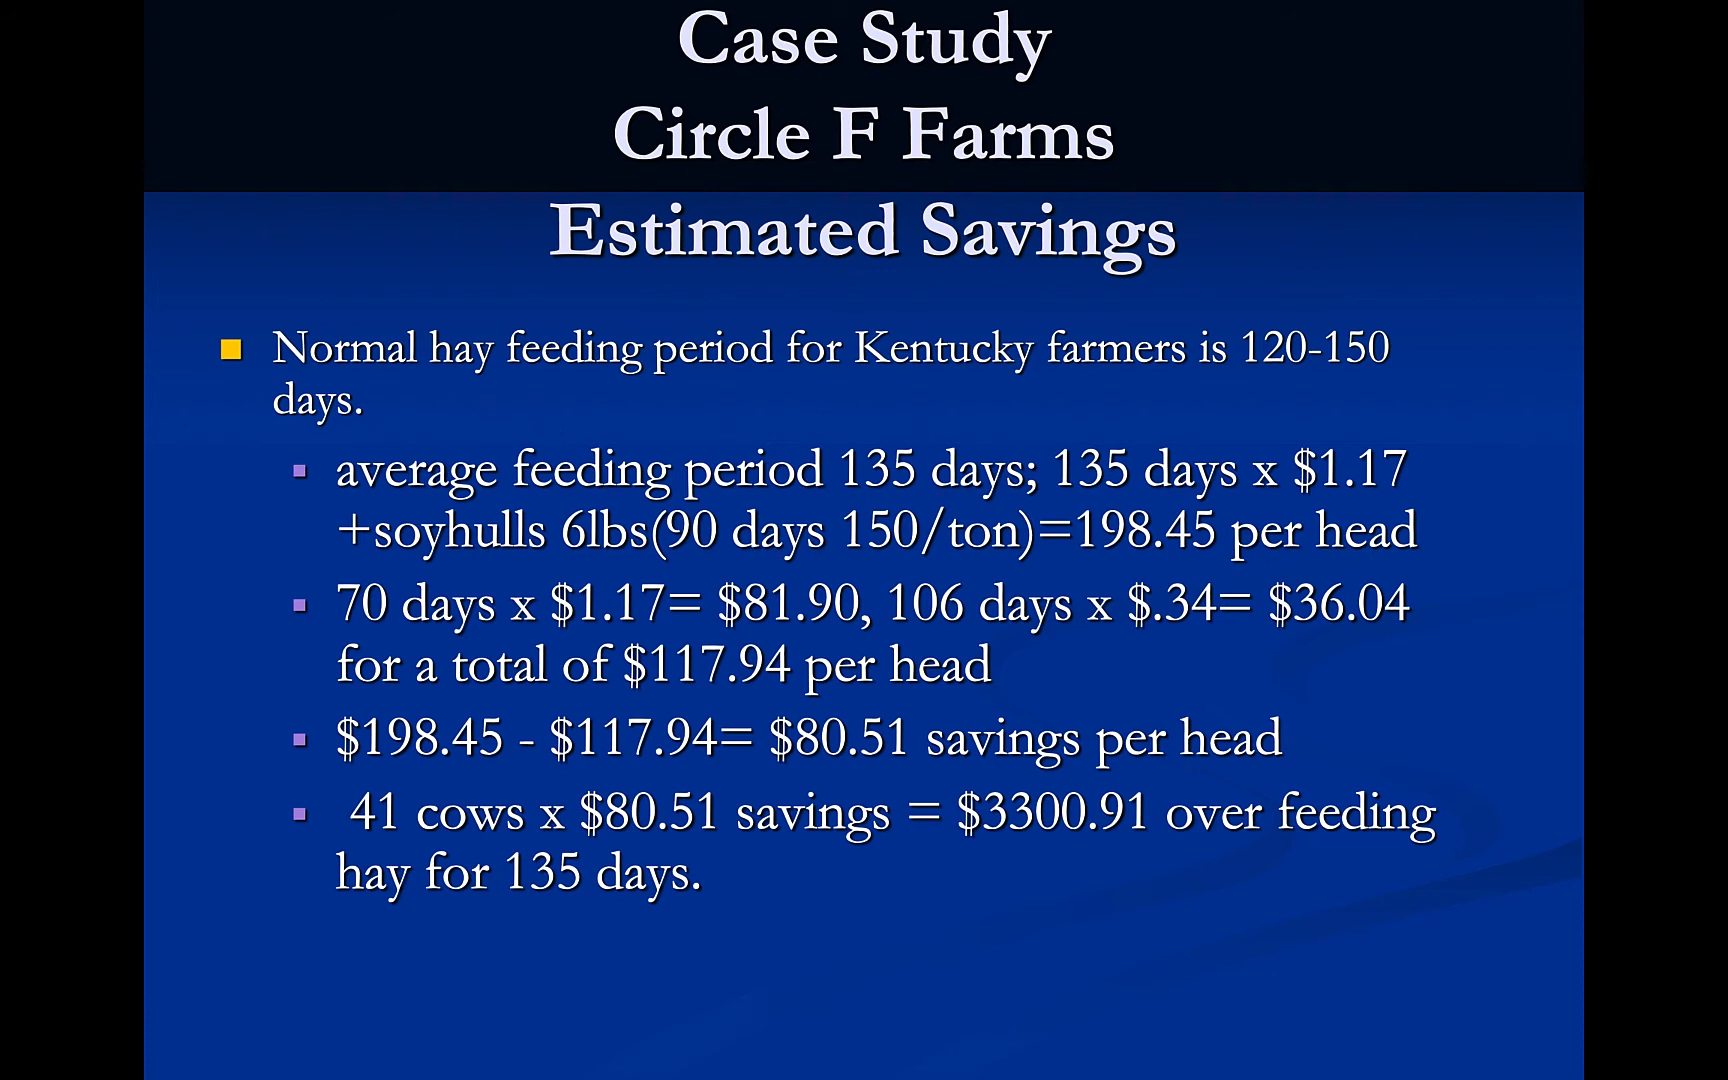 Case Study
Circle F Farms
Estimated Savings
Normal hay feeding period for Kentucky farmers is 120-150
days.
average feeding period 135 days; 135 days x $1.17
+soyhulls 6lbs(90 days 150/ton)=198.45 per head
70 days x $1.17= $81.90, 106 days x $.34= $36.04
for a total of $117.94 per head
$198.45 - $117.94= $80.51 savings per head
41 cows x $80.51 savings = $3300.91 over feeding
hay for 135 days.